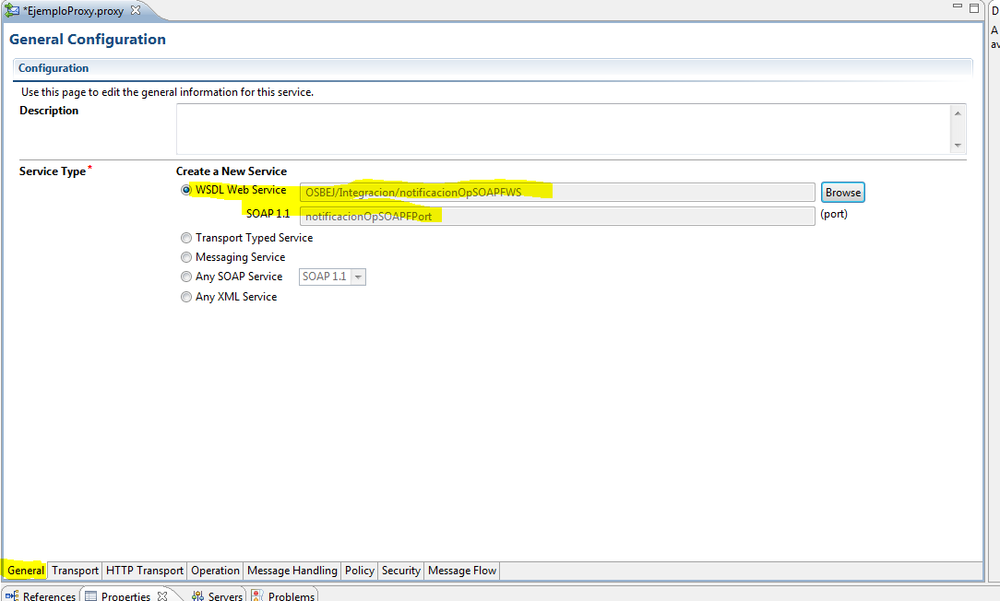 *EjemploProxy.proxy
D
General Configuration
A
Configuration
av
Use this page to edit the general information for this service.
Description
Service Type *
Create a New Service
WSDL Web Service OSBEJ/Integracion/notificacionOpSOAPFWS Browse
SOAP 1.1 notificacionOpSOAPFPort (port)
Transport Typed Service
Messaging Service
Any SOAP Service SOAP 1.1
Any XML Service
General Transport HTTP Transport Operation Message Handling Policy Security Message Flow
References Properties Servers Problems